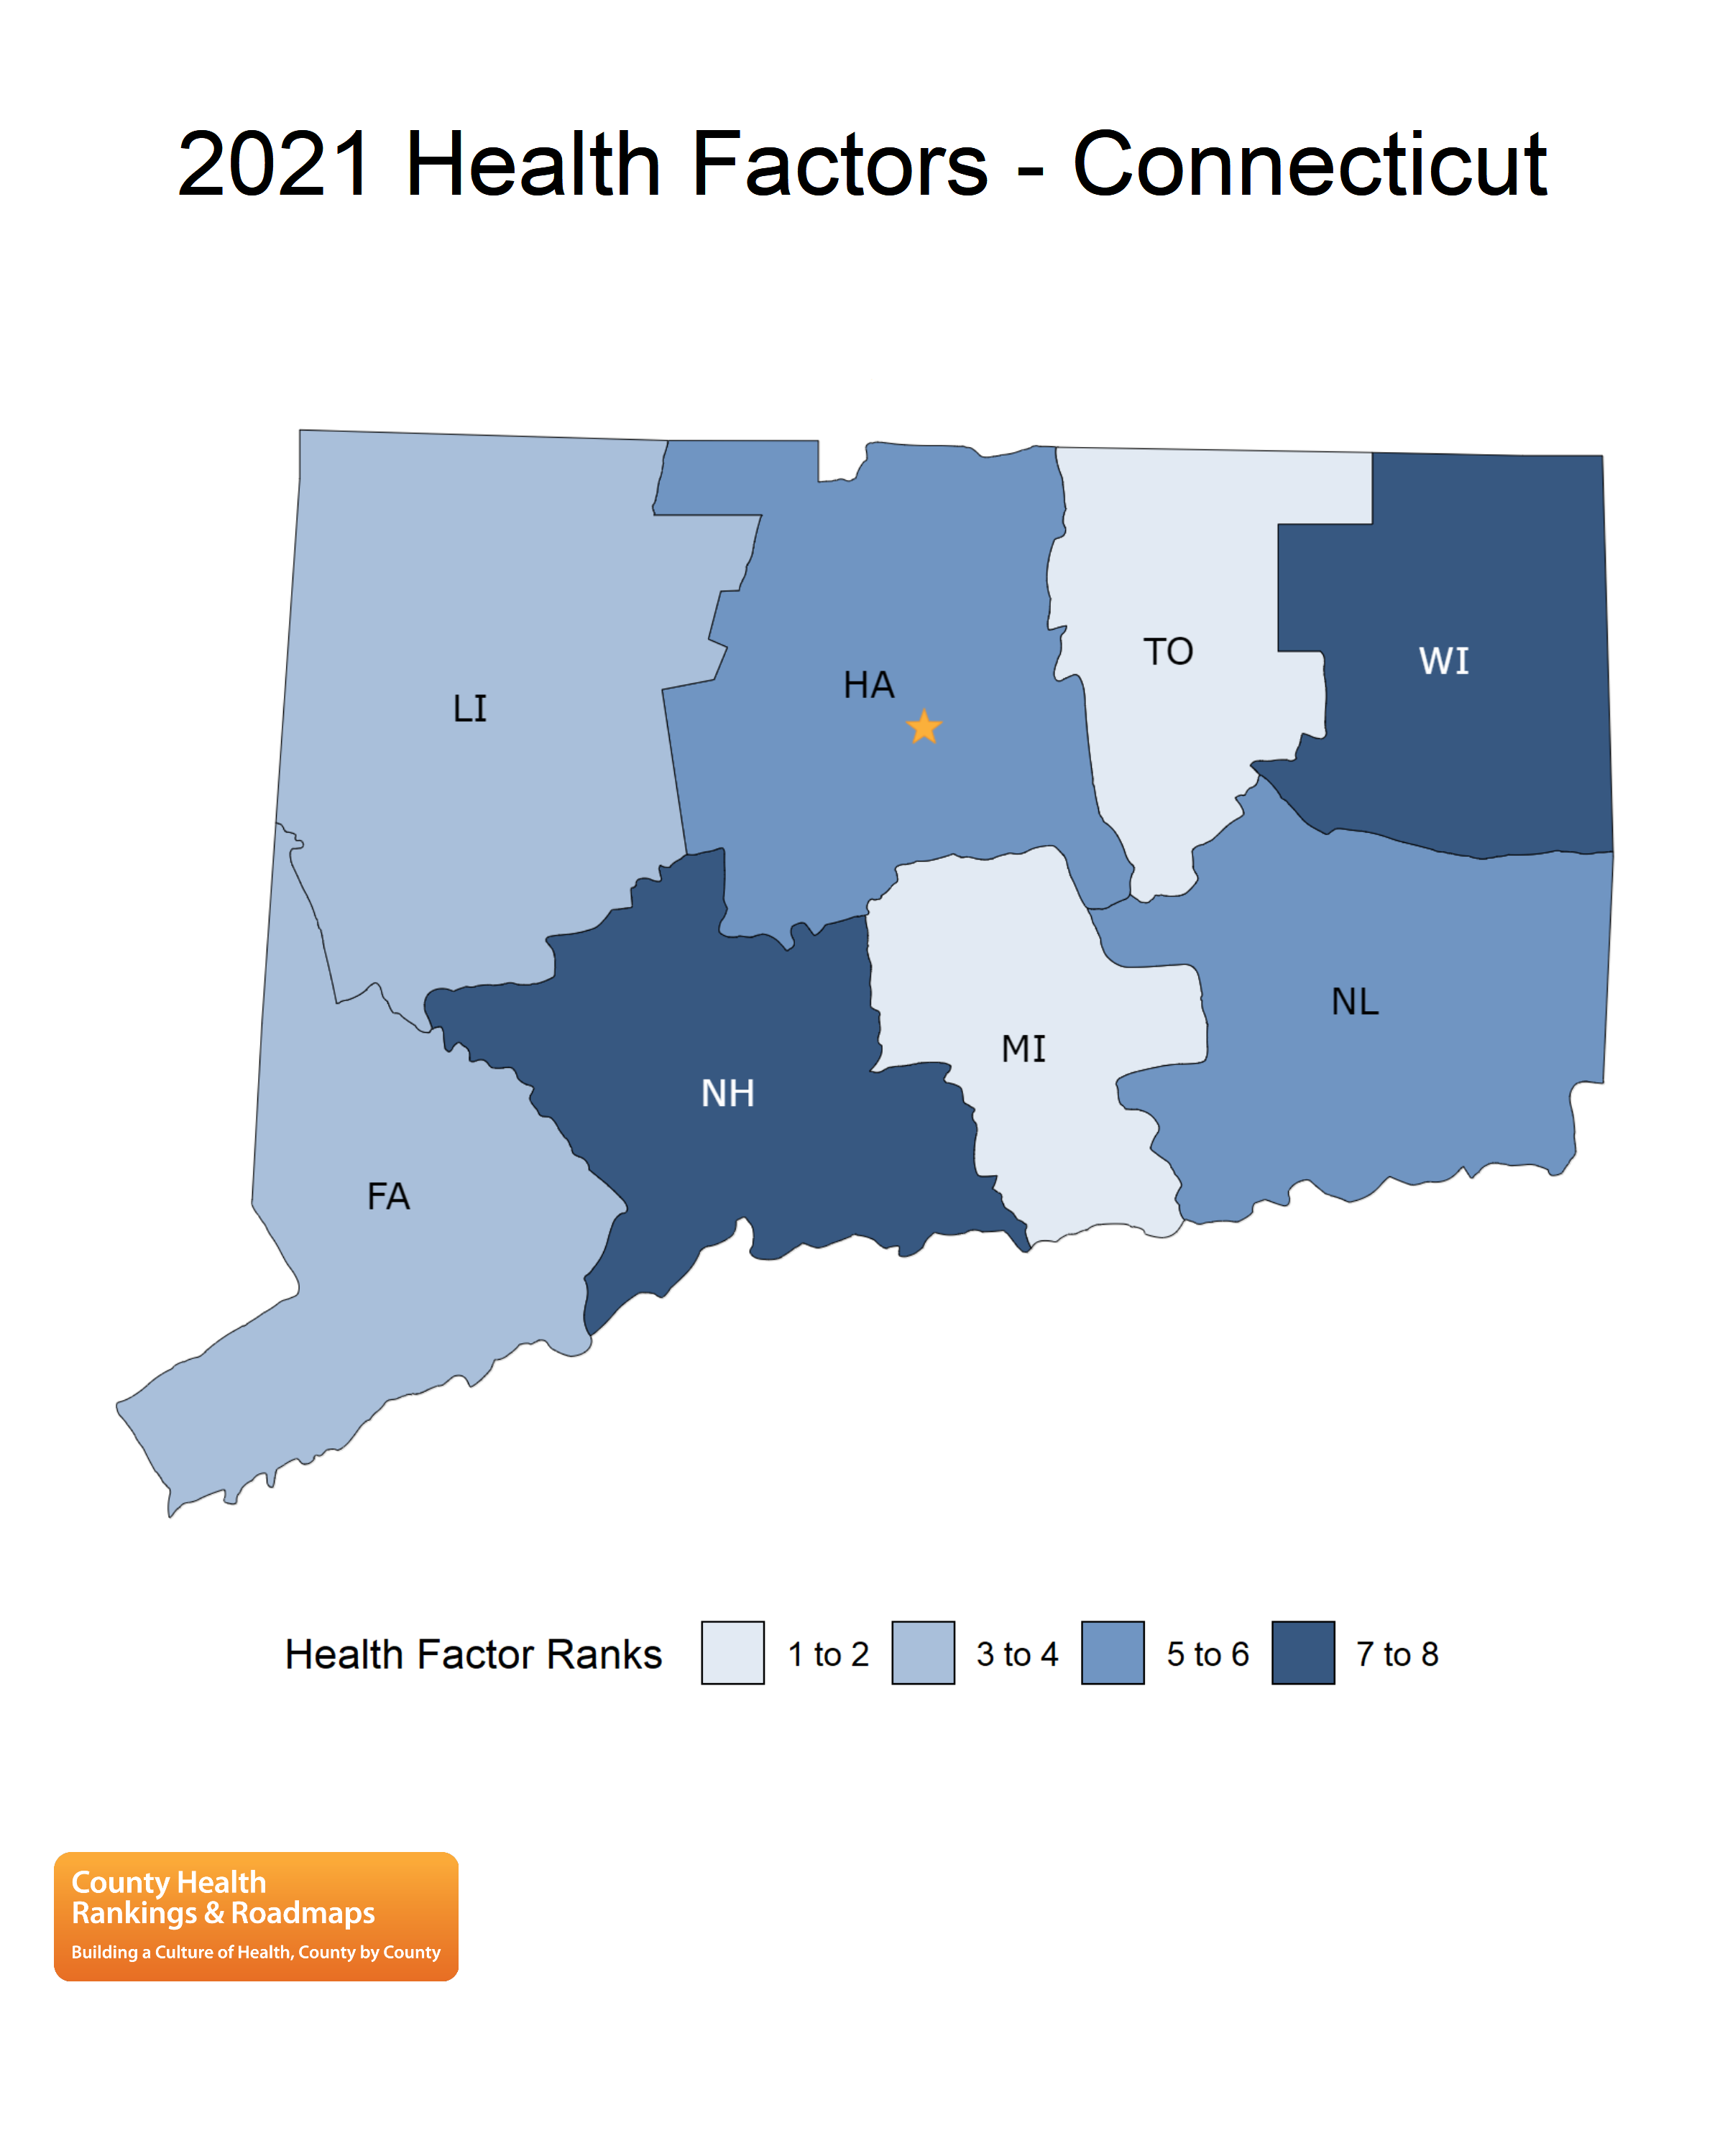 2021 Health Factors - Connecticut
LI
HA
TO
WI
NL
MI
NH
FA
Health Factor Ranks 1 to 2 3 to 4 5 to 6 7 to 8
County Health
Rankings & Roadmaps
Building a Culture of Health, County by County